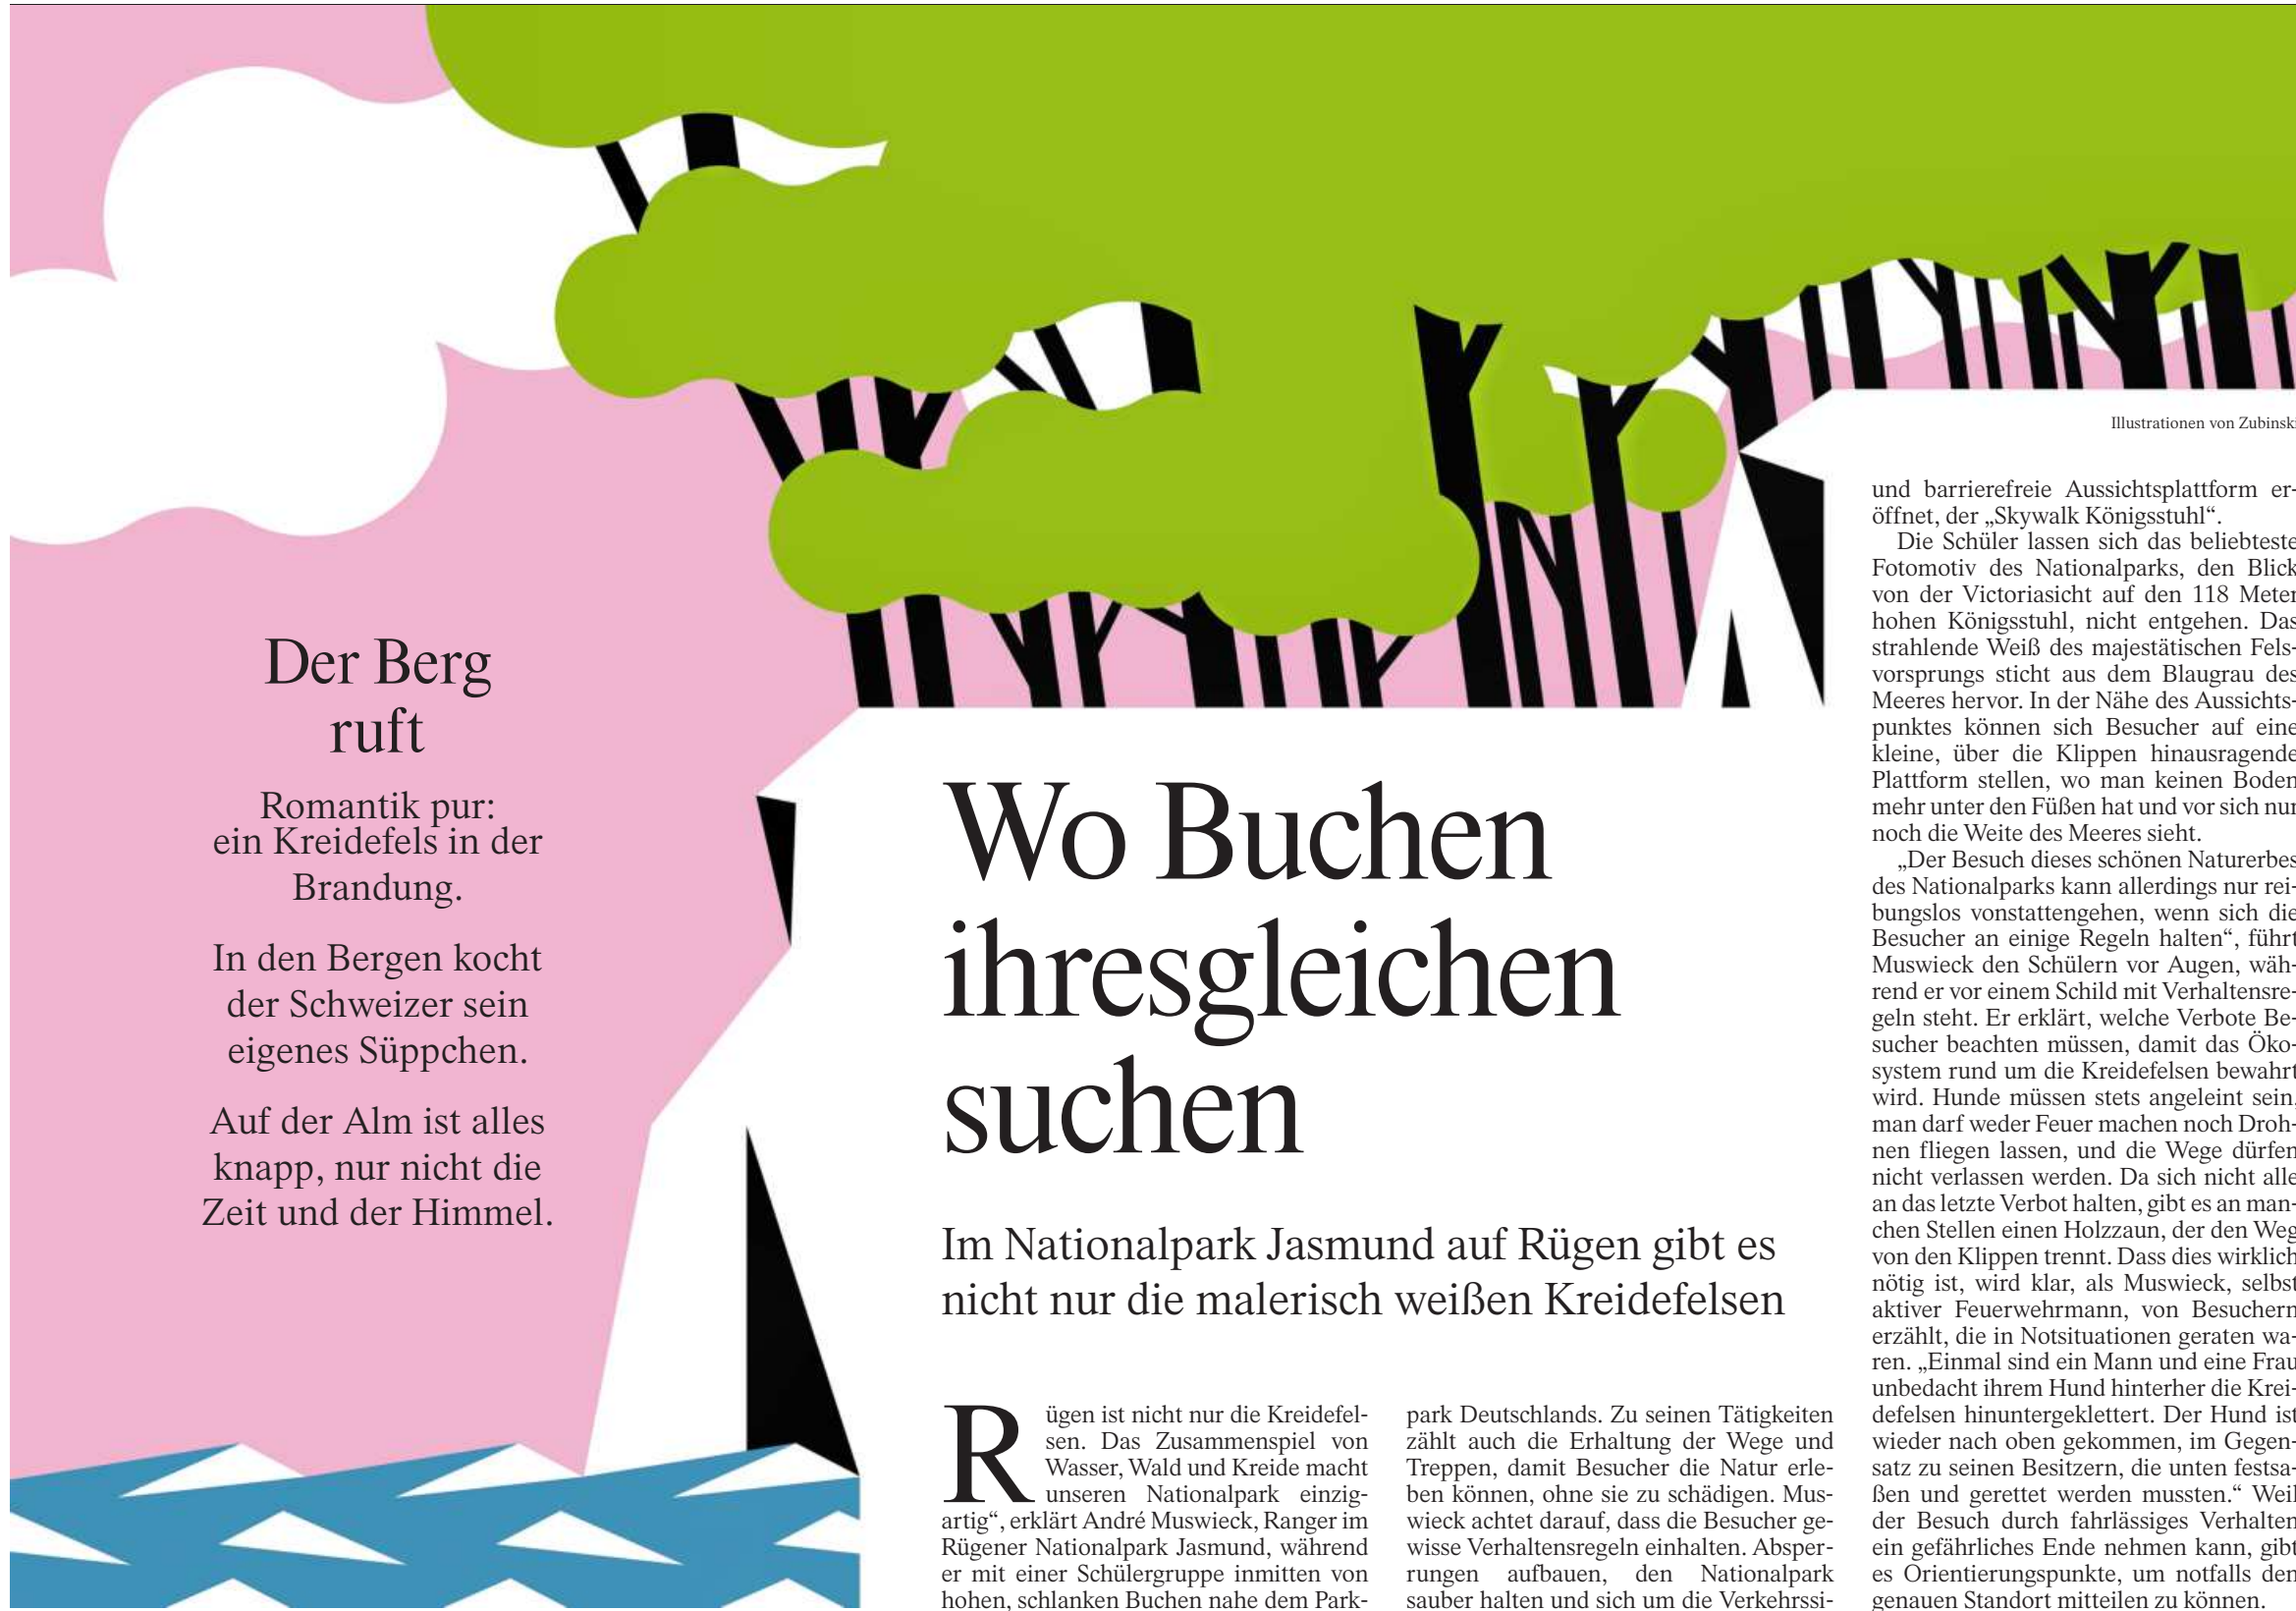 Der Berg
ruft
Romantik pur:
ein Kreidefels in der
Brandung.
In den Bergen kocht
der Schweizer sein
eigenes Süppchen.
Auf der Alm ist alles
knapp, nur nicht die
Zeit und der Himmel.
Wo Buchen
ihresgleichen
suchen
Im Nationalpark Jasmund auf Rügen gibt es
nicht nur die malerisch weißen Kreidefelsen
Rügen ist nicht nur die Kreidefel-
sen. Das Zusammenspiel von
Wasser, Wald und Kreide macht
unseren Nationalpark einzig-
artig“, erklärt André Muswieck, Ranger im
Rügener Nationalpark Jasmund, während
er mit einer Schülergruppe inmitten von
hohen, schlanken Buchen nahe dem Park-
park Deutschlands. Zu seinen Tätigkeiten
zählt auch die Erhaltung der Wege und
Treppen, damit Besucher die Natur erle-
ben können, ohne sie zu schädigen. Mus-
wieck achtet darauf, dass die Besucher ge-
wisse Verhaltensregeln einhalten. Absper-
rungen aufbauen, den Nationalpark
sauber halten und sich um die Verkehrssi-
Illustrationen von Zubinski
und barrierefreie Aussichtsplattform er-
öffnet, der „Skywalk Königsstuhl“.
Die Schüler lassen sich das beliebteste
Fotomotiv des Nationalparks, den Blick
von der Victoriasicht auf den 118 Meter
hohen Königsstuhl, nicht entgehen. Das
strahlende Weiß des majestätischen Fels-
vorsprungs sticht aus dem Blaugrau des
Meeres hervor. In der Nähe des Aussichts-
punktes können sich Besucher auf eine
kleine, über die Klippen hinausragende
Plattform stellen, wo man keinen Boden
mehr unter den Füßen hat und vor sich nur
noch die Weite des Meeres sieht.
„Der Besuch dieses schönen Naturerbes
des Nationalparks kann allerdings nur rei-
bungslos vonstattengehen, wenn sich die
Besucher an einige Regeln halten“, führt
Muswieck den Schülern vor Augen, wäh-
rend er vor einem Schild mit Verhaltensre-
geln steht. Er erklärt, welche Verbote Be-
sucher beachten müssen, damit das Öko-
system rund um die Kreidefelsen bewahrt
wird. Hunde müssen stets angeleint sein,
man darf weder Feuer machen noch Droh-
nen fliegen lassen, und die Wege dürfen
nicht verlassen werden. Da sich nicht alle
an das letzte Verbot halten, gibt es an man-
chen Stellen einen Holzzaun, der den Weg
von den Klippen trennt. Dass dies wirklich
nötig ist, wird klar, als Muswieck, selbst
aktiver Feuerwehrmann, von Besuchern
erzählt, die in Notsituationen geraten wa-
ren. „Einmal sind ein Mann und eine Frau
unbedacht ihrem Hund hinterher die Krei-
defelsen hinuntergeklettert. Der Hund ist
wieder nach oben gekommen, im Gegen-
satz zu seinen Besitzern, die unten festsa-
ßen und gerettet werden mussten.“ Weil
der Besuch durch fahrlässiges Verhalten
ein gefährliches Ende nehmen kann, gibt
es Orientierungspunkte, um notfalls den
genauen Standort mitteilen zu können.